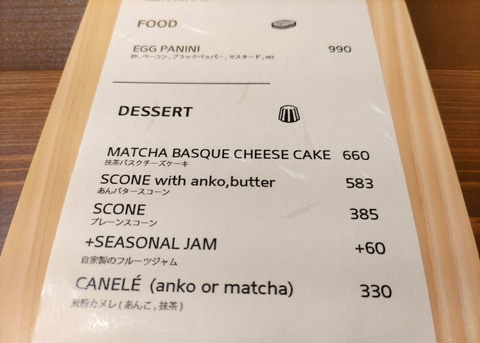 FOOD
EGG PANINI 990
卵, ベーコン, ブラックペッパー, マスタード, etc
DESSERT
MATCHA BASQUE CHEESE CAKE 660
抹茶バスクチーズケーキ
SCONE with anko,butter 583
あんバタースコーン
SCONE 385
プレーンスコーン
+SEASONAL JAM +60
自家製のフルーツジャム
CANELÉ (anko or matcha) 330
米粉カヌレ ( あんこ , 抹茶 )